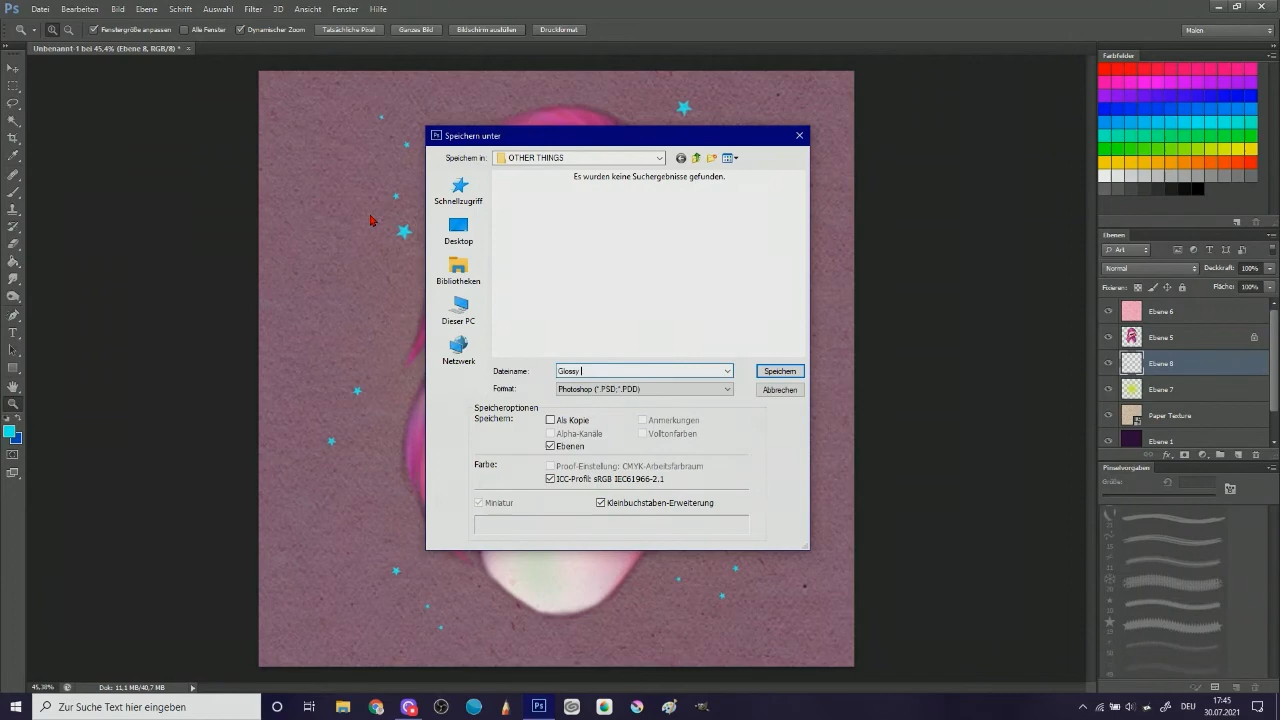 Ps Datei Bearbeiten Bild Ebene Schrift Auswahl Filter 3D Ansicht Fenster Hilfe
Fenstergröße anpassen Alle Fenster Dynamischer Zoom Tatsächliche Pixel Ganzes Bild Bildschirm ausfüllen Druckformat Malen
Unbenannt-1 bei 45,4% (Ebene 8, RGB/8) * ×
Farbfelder
Ps Speichern unter
Speichern in: OTHER THINGS
Es wurden keine Suchergebnisse gefunden.
Schnellzugriff
Desktop
Bibliotheken
Dieser PC
Netzwerk
Dateiname: Glossy
Speichern
Format: Photoshop (*.PSD;*.PDD)
Abbrechen
Speicheroptionen
Speichern: Als Kopie Anmerkungen
Alpha-Kanäle Volltonfarben
Ebenen
Farbe: Proof-Einstellung: CMYK-Arbeitsfarbraum
ICC-Profil: sRGB IEC61966-2.1
Miniatur Kleinbuchstaben-Erweiterung
Ebenen
Art
Normal Deckkraft: 100%
Fixieren: Fläche: 100%
Ebene 6
Ebene 5
Ebene 8
Ebene 7
Paper Texture
Ebene 1
fx
Pinselvorgaben
Größe:
45,38% Dok: 11,1 MB/40,7 MB
Zur Suche Text hier eingeben
Ps
DEU
17:45
30.07.2021